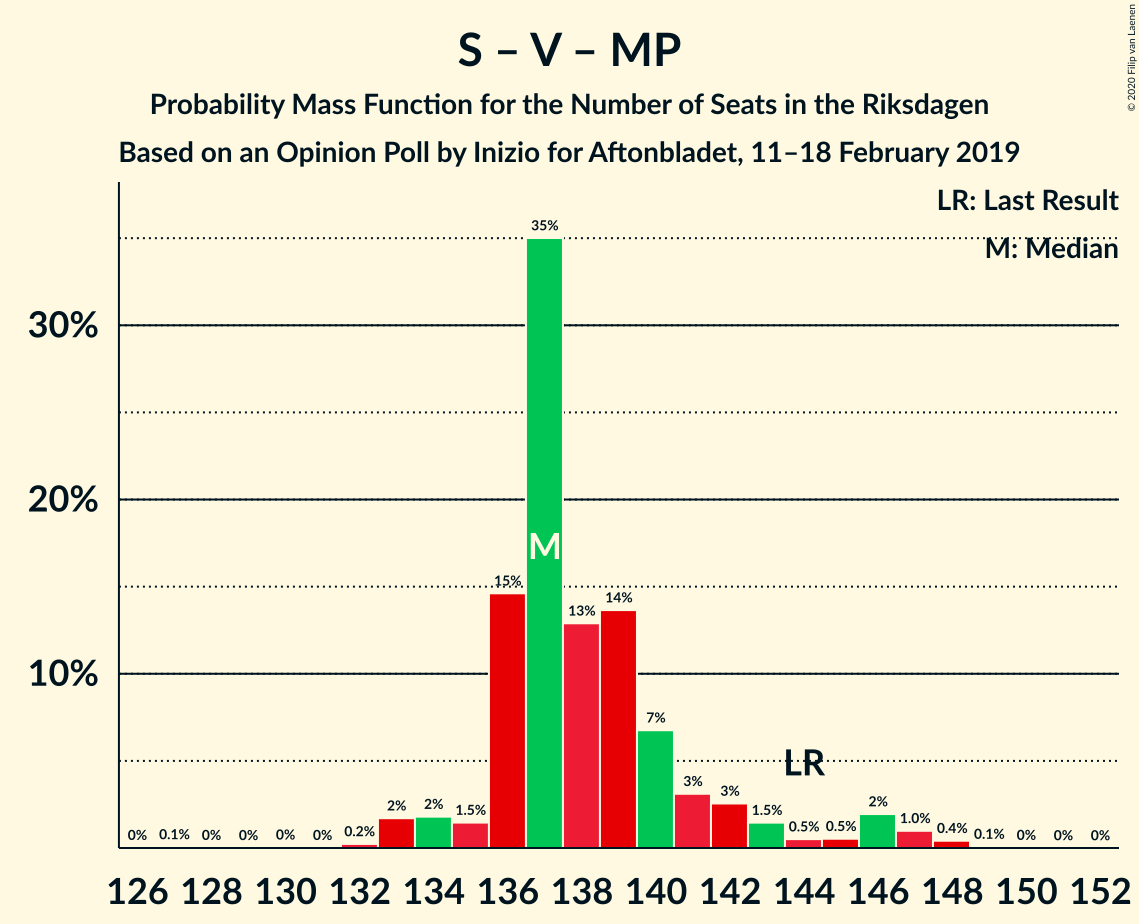 S – V – MP
Probability Mass Function for the Number of Seats in the Riksdagen
Based on an Opinion Poll by Inizio for Aftonbladet, 11–18 February 2019
© 2020 Filip van Laenen
LR: Last Result
M: Median
35%
30%
20%
M
15%
14%
13%
10%
7%
LR
3%
3%
2%
2%
1.5%
1.5%
2%
1.0%
0% 0.1% 0% 0% 0% 0% 0.2% 0.5% 0.5% 0.4% 0.1% 0% 0% 0%
126 128 130 132 134 136 138 140 142 144 146 148 150 152